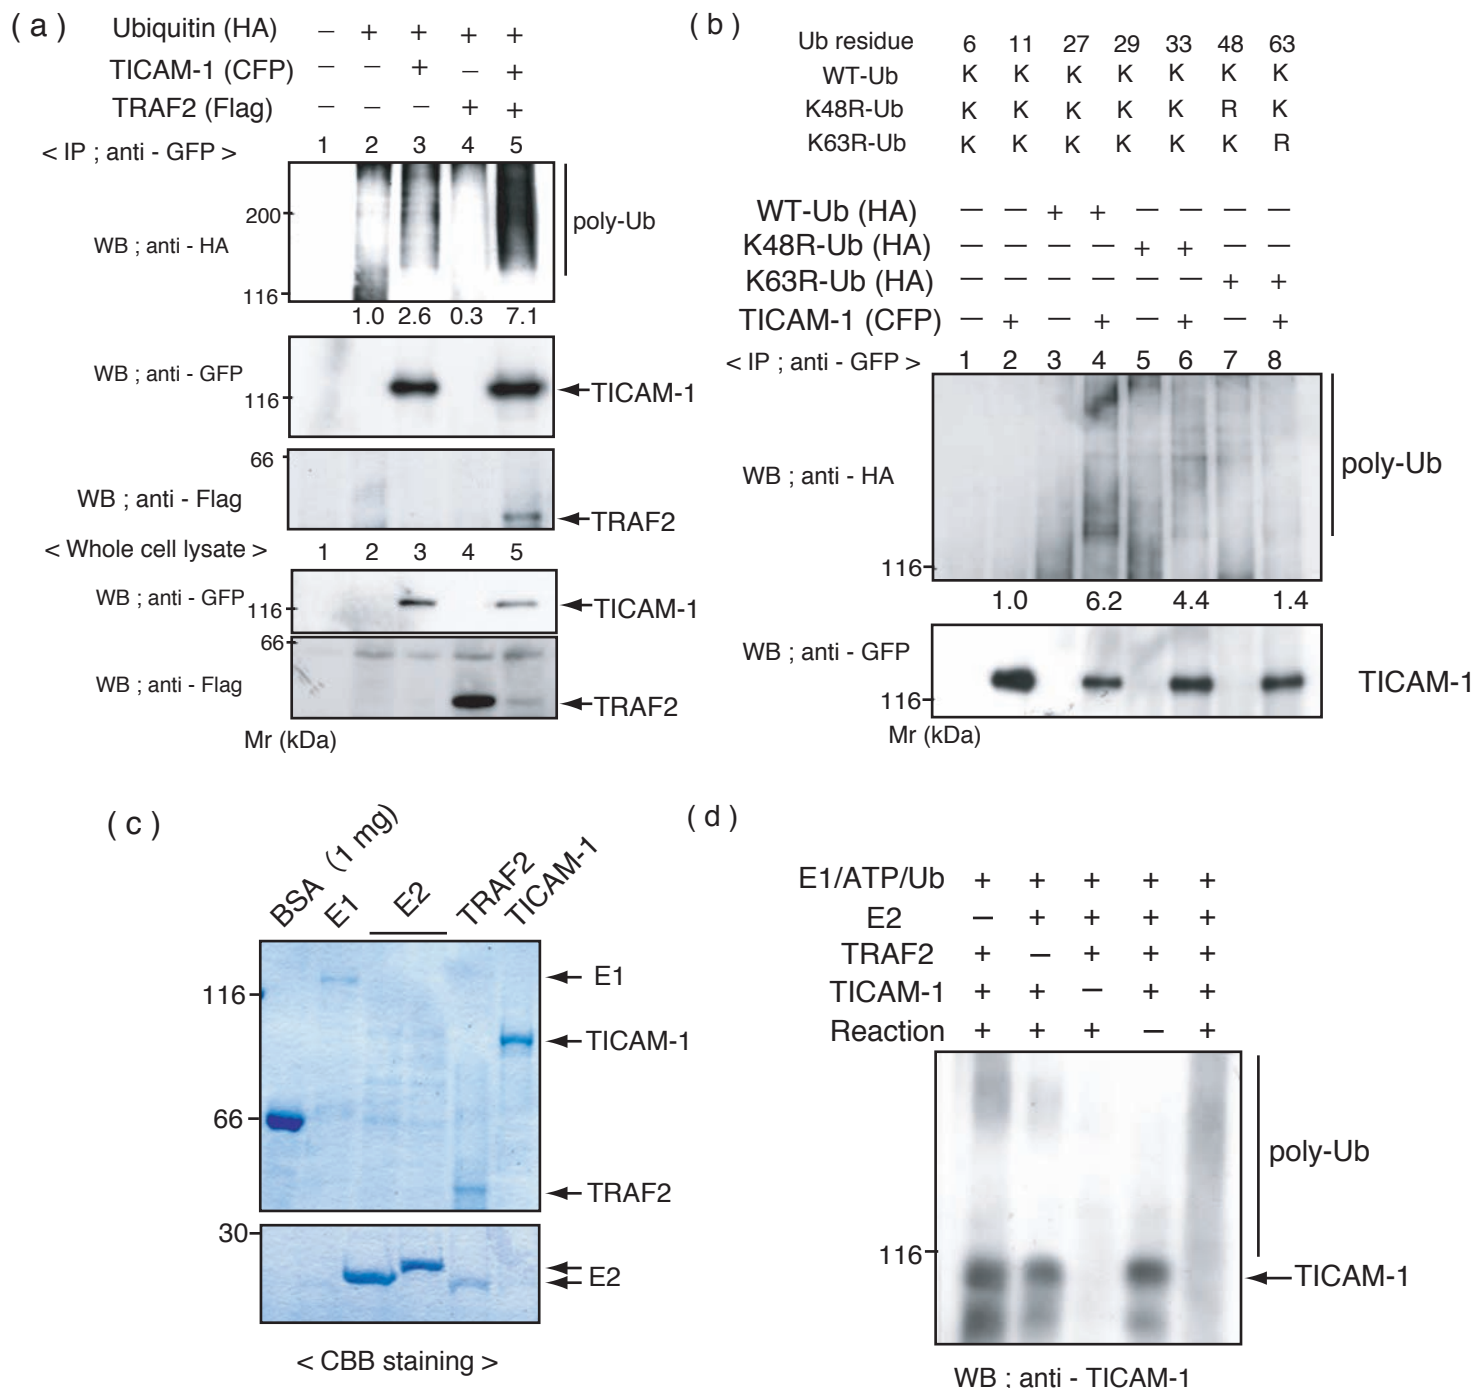 ( a )
Ubiquitin (HA) – + + + +
TICAM-1 (CFP) – – + – +
TRAF2 (Flag) – – – + +
< IP ; anti - GFP > 1 2 3 4 5
200
WB ; anti - HA
116
poly-Ub
1.0 2.6 0.3 7.1
WB ; anti - GFP
116
TICAM-1
66
WB ; anti - Flag
TRAF2
< Whole cell lysate > 1 2 3 4 5
WB ; anti - GFP
116
TICAM-1
66
WB ; anti - Flag
TRAF2
Mr (kDa)
( b )
Ub residue 6 11 27 29 33 48 63
WT-Ub K K K K K K K
K48R-Ub K K K K K R K
K63R-Ub K K K K K K R
WT-Ub (HA) — — + + — — — —
K48R-Ub (HA) — — — — + + — —
K63R-Ub (HA) — — — — — — + +
TICAM-1 (CFP) — + — + — + — +
< IP ; anti - GFP > 1 2 3 4 5 6 7 8
WB ; anti - HA
poly-Ub
116
1.0 6.2 4.4 1.4
WB ; anti - GFP
116
TICAM-1
Mr (kDa)
( c )
BSA (1 mg)
E1
E2
TRAF2
TICAM-1
116
66
E1
TICAM-1
TRAF2
30
E2
< CBB staining >
( d )
E1/ATP/Ub + + + + +
E2 – + + + +
TRAF2 + – + + +
TICAM-1 + + – + +
Reaction + + + – +
poly-Ub
116
TICAM-1
WB ; anti - TICAM-1